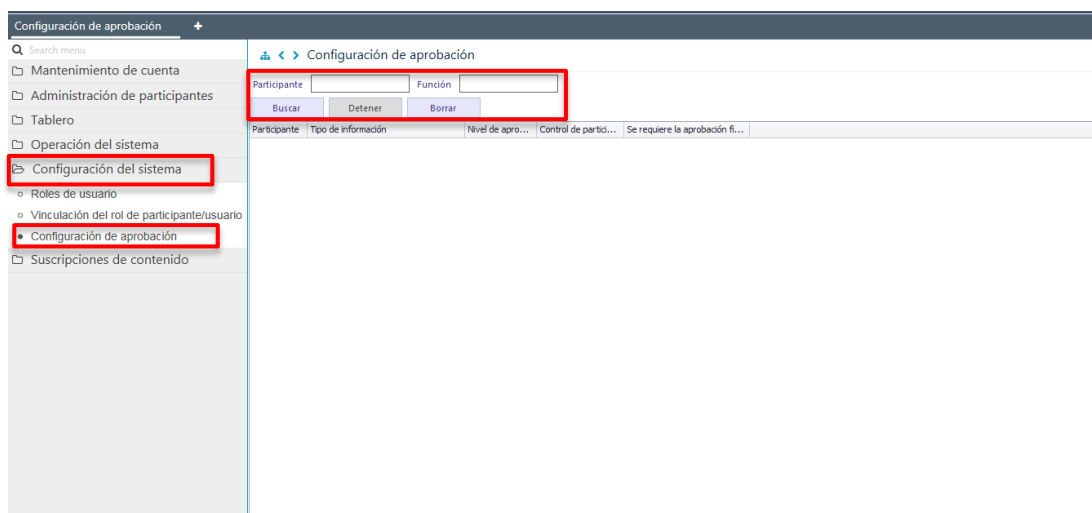 Configuración de aprobación +
Search menu
Mantenimiento de cuenta
Administración de participantes
Tablero
Operación del sistema
Configuración del sistema
Roles de usuario
Vinculación del rol de participante/usuario
Configuración de aprobación
Suscripciones de contenido
Configuración de aprobación
Participante Función
Buscar Detener Borrar
Participante Tipo de información Nivel de apro... Control de partici... Se requiere la aprobación fi...